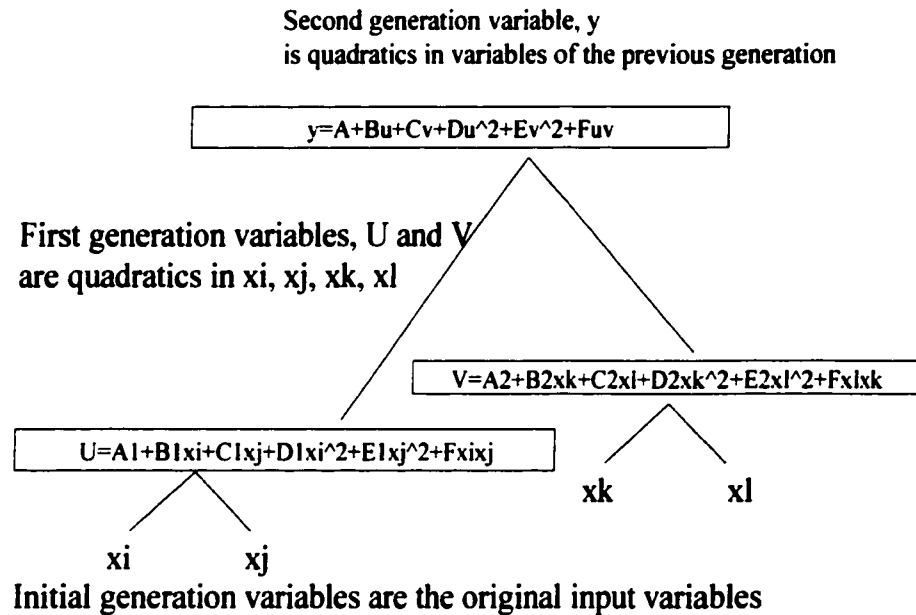 Second generation variable, y
is quadratics in variables of the previous generation
y=A+Bu+Cv+Du^2+Ev^2+Fuv
First generation variables, U and V
are quadratics in xi, xj, xk, xl
V=A2+B2xk+C2xl+D2xk^2+E2xl^2+Fxlxk
U=A1+B1xi+C1xj+D1xi^2+E1xj^2+Fxixj
xk xl
xi xj
Initial generation variables are the original input variables